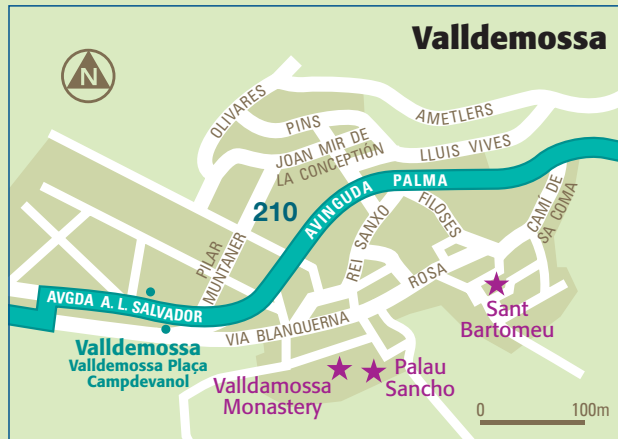 Valldemossa
N
OLIVARES
PINS
AMETLERS
JOAN MIR DE
LA CONCEPTIÓN
LLUIS VIVES
AVINGUDA PALMA
210
PILAR
MUNTANER
REI SANXO
FILOSES
CAMÍ DE
SA COMA
ROSA
AVGDA A. L. SALVADOR
VIA BLANQUERNA
Sant
Bartomeu
Valldemossa
Valldemossa Plaça
Campdevanol
Valldamossa
Monastery
Palau
Sancho
0 100m